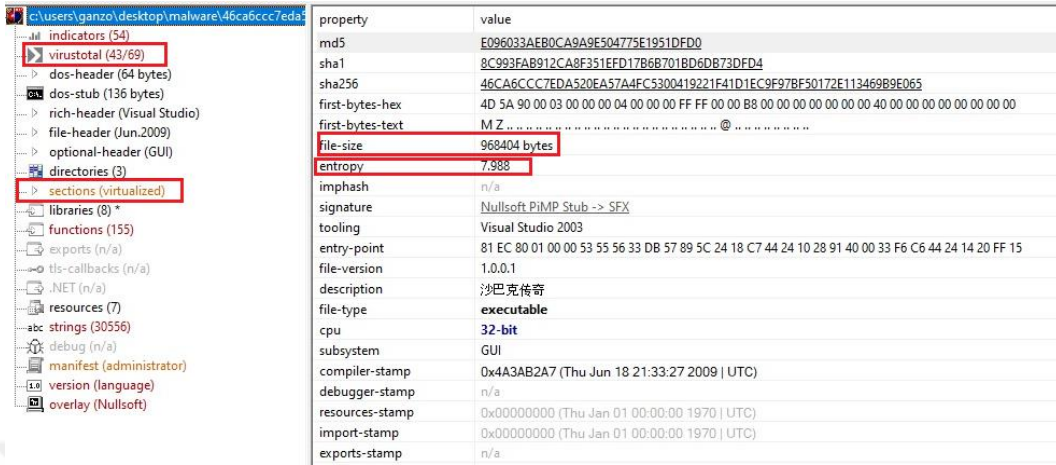 c:\users\ganzo\desktop\malware\46ca6ccc7eda5
indicators (54)
virustotal (43/69)
dos-header (64 bytes)
dos-stub (136 bytes)
rich-header (Visual Studio)
file-header (Jun.2009)
optional-header (GUI)
directories (3)
sections (virtualized)
libraries (8) *
functions (155)
exports (n/a)
tls-callbacks (n/a)
.NET (n/a)
resources (7)
abc strings (30556)
debug (n/a)
manifest (administrator)
1.0 version (language)
overlay (Nullsoft)
property value
md5 E096033AEB0CA9A9E504775E1951DFD0
sha1 8C993FAB912CA8F351EFD17B6B701BD6DB73DFD4
sha256 46CA6CCC7EDA520EA57A4FC5300419221F41D1EC9F97BF50172E113469B9E065
first-bytes-hex 4D 5A 90 00 03 00 00 00 04 00 00 00 FF FF 00 00 B8 00 00 00 00 00 00 00 40 00 00 00 00 00 00 00 00 00
first-bytes-text M Z .. .. .. .. .. .. .. .. .. .. .. .. .. .. .. .. .. .. .. .. @ .. .. .. .. .. .. ..
file-size 968404 bytes
entropy 7.988
imphash n/a
signature Nullsoft PiMP Stub -> SFX
tooling Visual Studio 2003
entry-point 81 EC 80 01 00 00 53 55 56 33 DB 57 89 5C 24 18 C7 44 24 10 28 91 40 00 33 F6 C6 44 24 14 20 FF 15
file-version 1.0.0.1
description 沙巴克传奇
file-type executable
cpu 32-bit
subsystem GUI
compiler-stamp 0x4A3AB2A7 (Thu Jun 18 21:33:27 2009 | UTC)
debugger-stamp n/a
resources-stamp 0x00000000 (Thu Jan 01 00:00:00 1970 | UTC)
import-stamp 0x00000000 (Thu Jan 01 00:00:00 1970 | UTC)
exports-stamp n/a